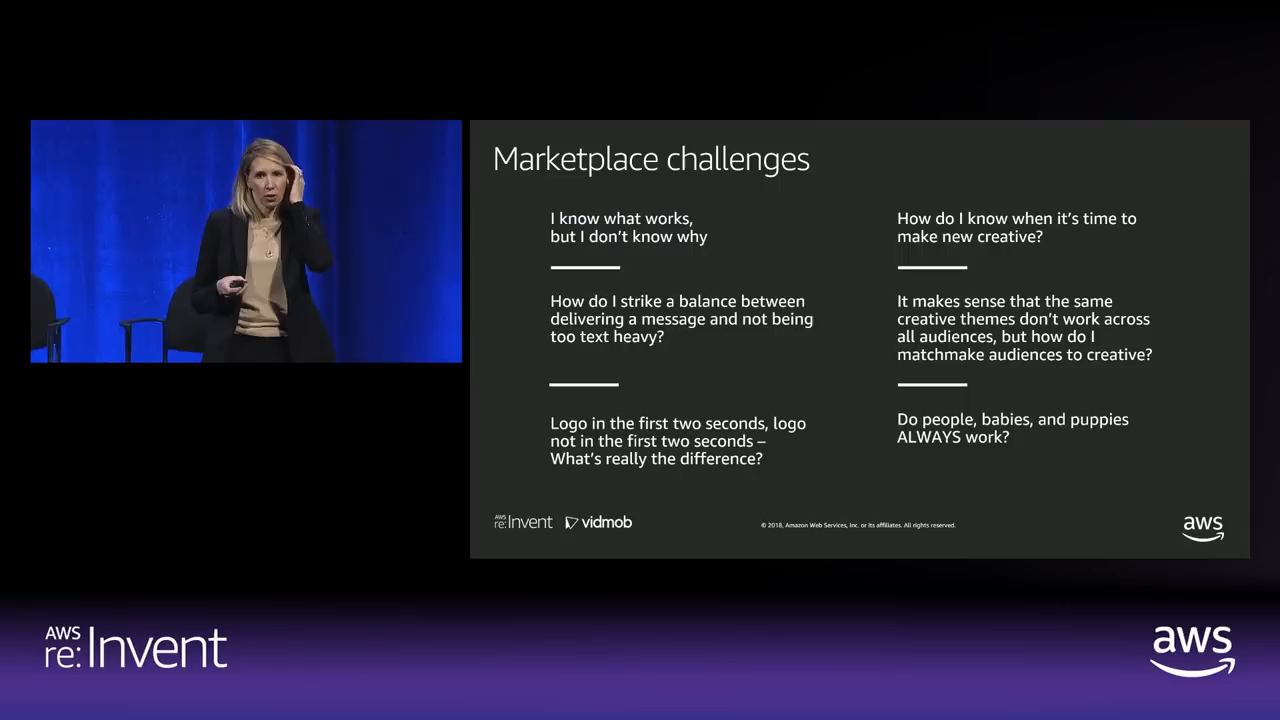 Marketplace challenges
I know what works,
but I don't know why
How do I strike a balance between
delivering a message and not being
too text heavy?
Logo in the first two seconds, logo
not in the first two seconds –
What's really the difference?
How do I know when it's time to
make new creative?
It makes sense that the same
creative themes don't work across
all audiences, but how do I
matchmake audiences to creative?
Do people, babies, and puppies
ALWAYS work?
AWS
re:Invent
vidmob
© 2018, Amazon Web Services, Inc. or its affiliates. All rights reserved.
aws
AWS
re:Invent
aws